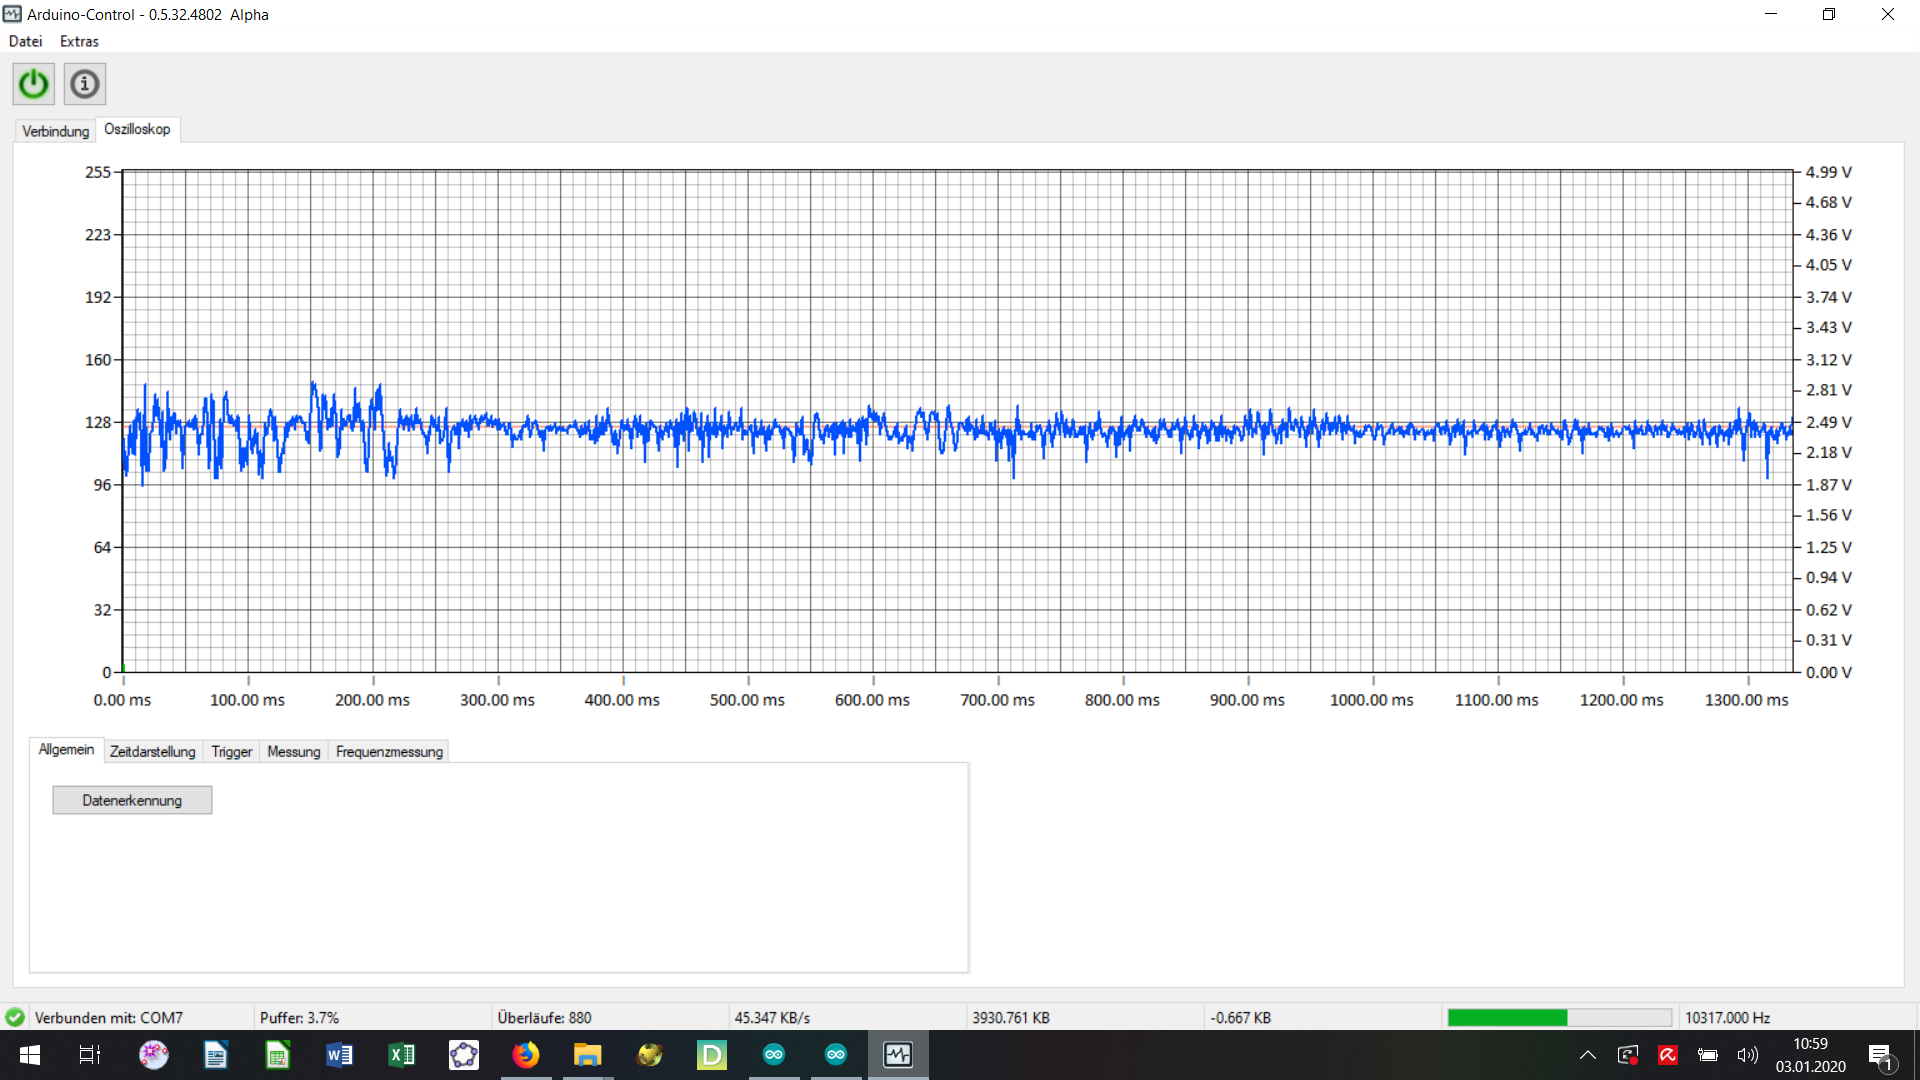 Arduino-Control - 0.5.32.4802 Alpha
Datei Extras
Verbindung Oszilloskop
255 4.99 V
4.68 V
223 4.36 V
4.05 V
192 3.74 V
3.43 V
160 3.12 V
2.81 V
128 2.49 V
2.18 V
96 1.87 V
1.56 V
64 1.25 V
0.94 V
32 0.62 V
0.31 V
0 0.00 V
0.00 ms 100.00 ms 200.00 ms 300.00 ms 400.00 ms 500.00 ms 600.00 ms 700.00 ms 800.00 ms 900.00 ms 1000.00 ms 1100.00 ms 1200.00 ms 1300.00 ms
Allgemein Zeitdarstellung Trigger Messung Frequenzmessung
Datenerkennung
Verbunden mit: COM7 Puffer: 3.7% Überläufe: 880 45.347 KB/s 3930.761 KB -0.667 KB 10317.000 Hz
10:59
03.01.2020
1